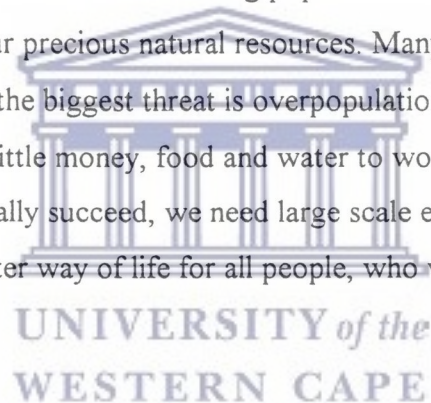 ur precious natural resources.
the biggest threat is overpopulatio
ittle money, food and water to wo
ally succeed, we need large scale e
ter way of life for all people, who
UNIVERSITY of the
WESTERN CAPE